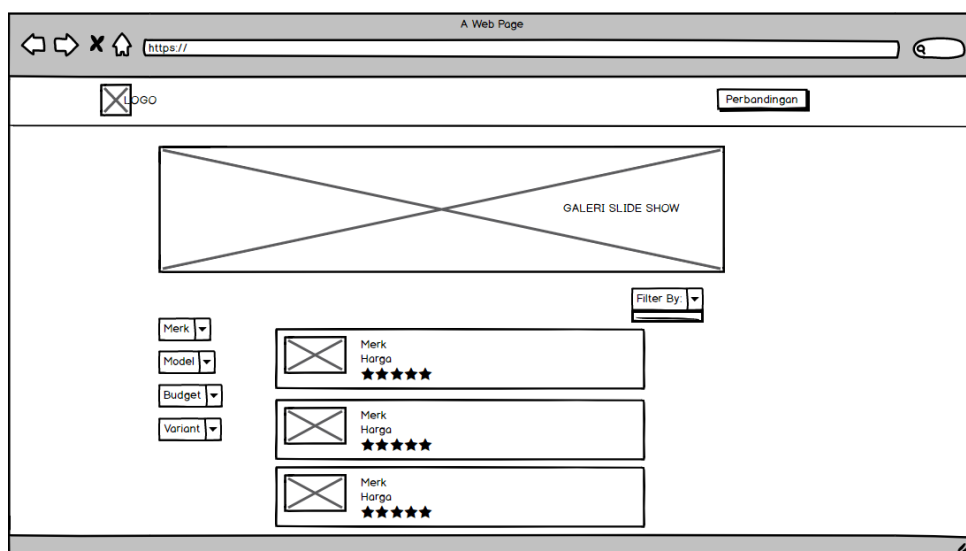 A Web Page
https://
LOGO
Perbandingan
GALERI SLIDE SHOW
Filter By:
Merk
Model
Budget
Variant
Merk
Harga
Merk
Harga
Merk
Harga